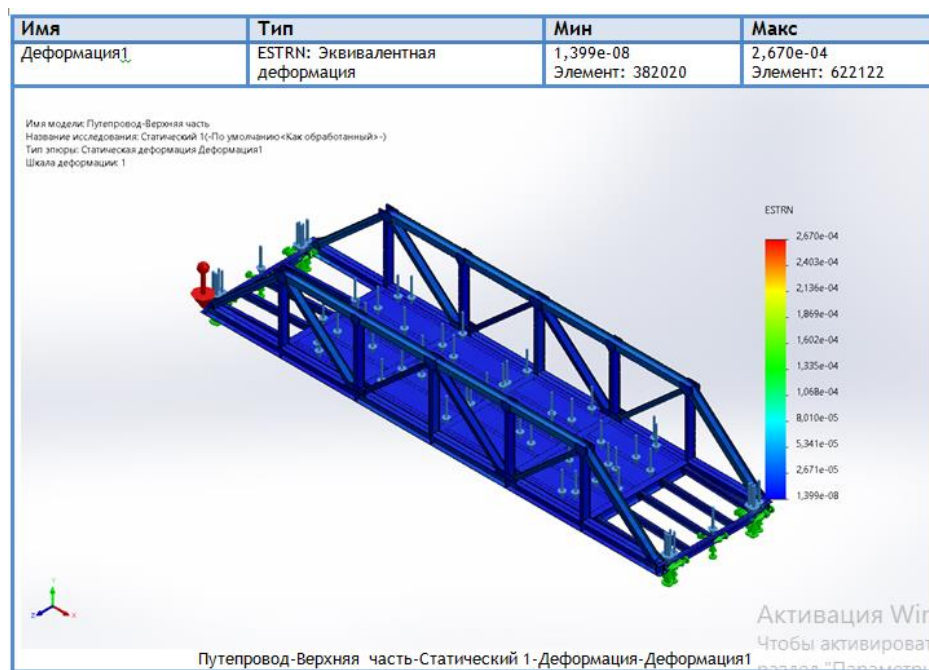 Имя Тип Мин Макс
Деформация1 ESTRN: Эквивалентная 1,399e-08 2,670e-04
деформация Элемент: 382020 Элемент: 622122
Имя модели: Путепровод-Верхняя часть
Название исследования: Статический 1(-По умолчанию<Как обработанный>-)
Тип эпюры: Статическая деформация Деформация1
Шкала деформации: 1
ESTRN
2,670e-04
2,403e-04
2,136e-04
1,869e-04
1,602e-04
1,335e-04
1,068e-04
8,010e-05
5,341e-05
2,671e-05
1,399e-08
Y
Z X
Активация Win
Чтобы активироват
раздел "Параметры
Путепровод-Верхняя часть-Статический 1-Деформация-Деформация1